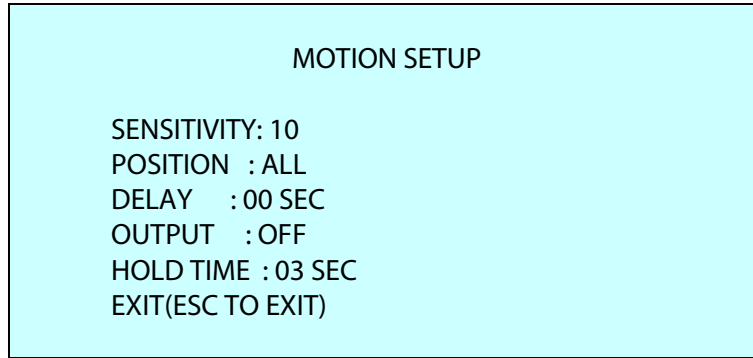 MOTION SETUP
SENSITIVITY: 10
POSITION : ALL
DELAY : 00 SEC
OUTPUT : OFF
HOLD TIME : 03 SEC
EXIT(ESC TO EXIT)